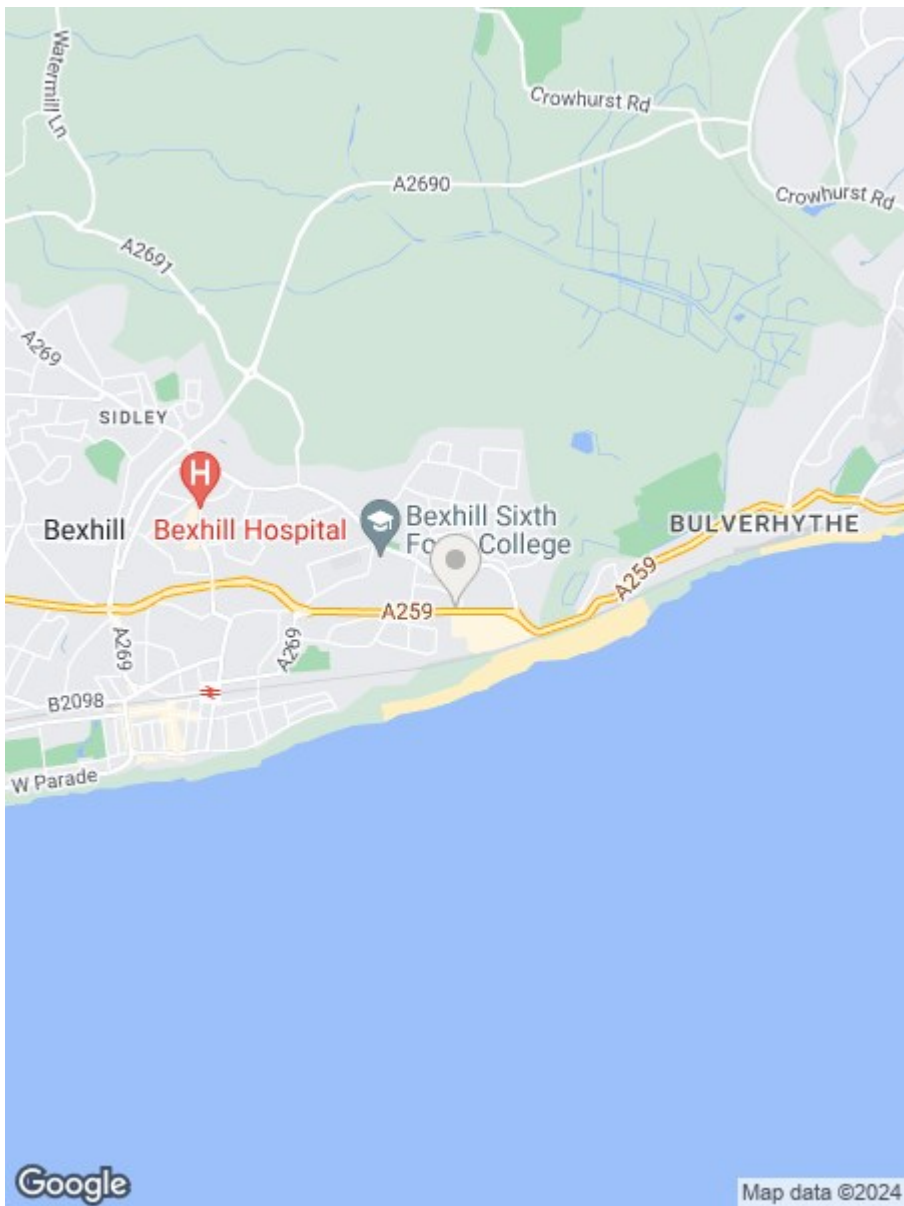 Watermill Ln
Crowhurst Rd
A2690
Crowhurst Rd
A2691
A269
SIDLEY
H
Bexhill
Bexhill Hospital
Bexhill Sixth
Form College
BULVERHYTHE
A259
A259
A269
A269
B2098
W Parade
Google
Map data ©2024